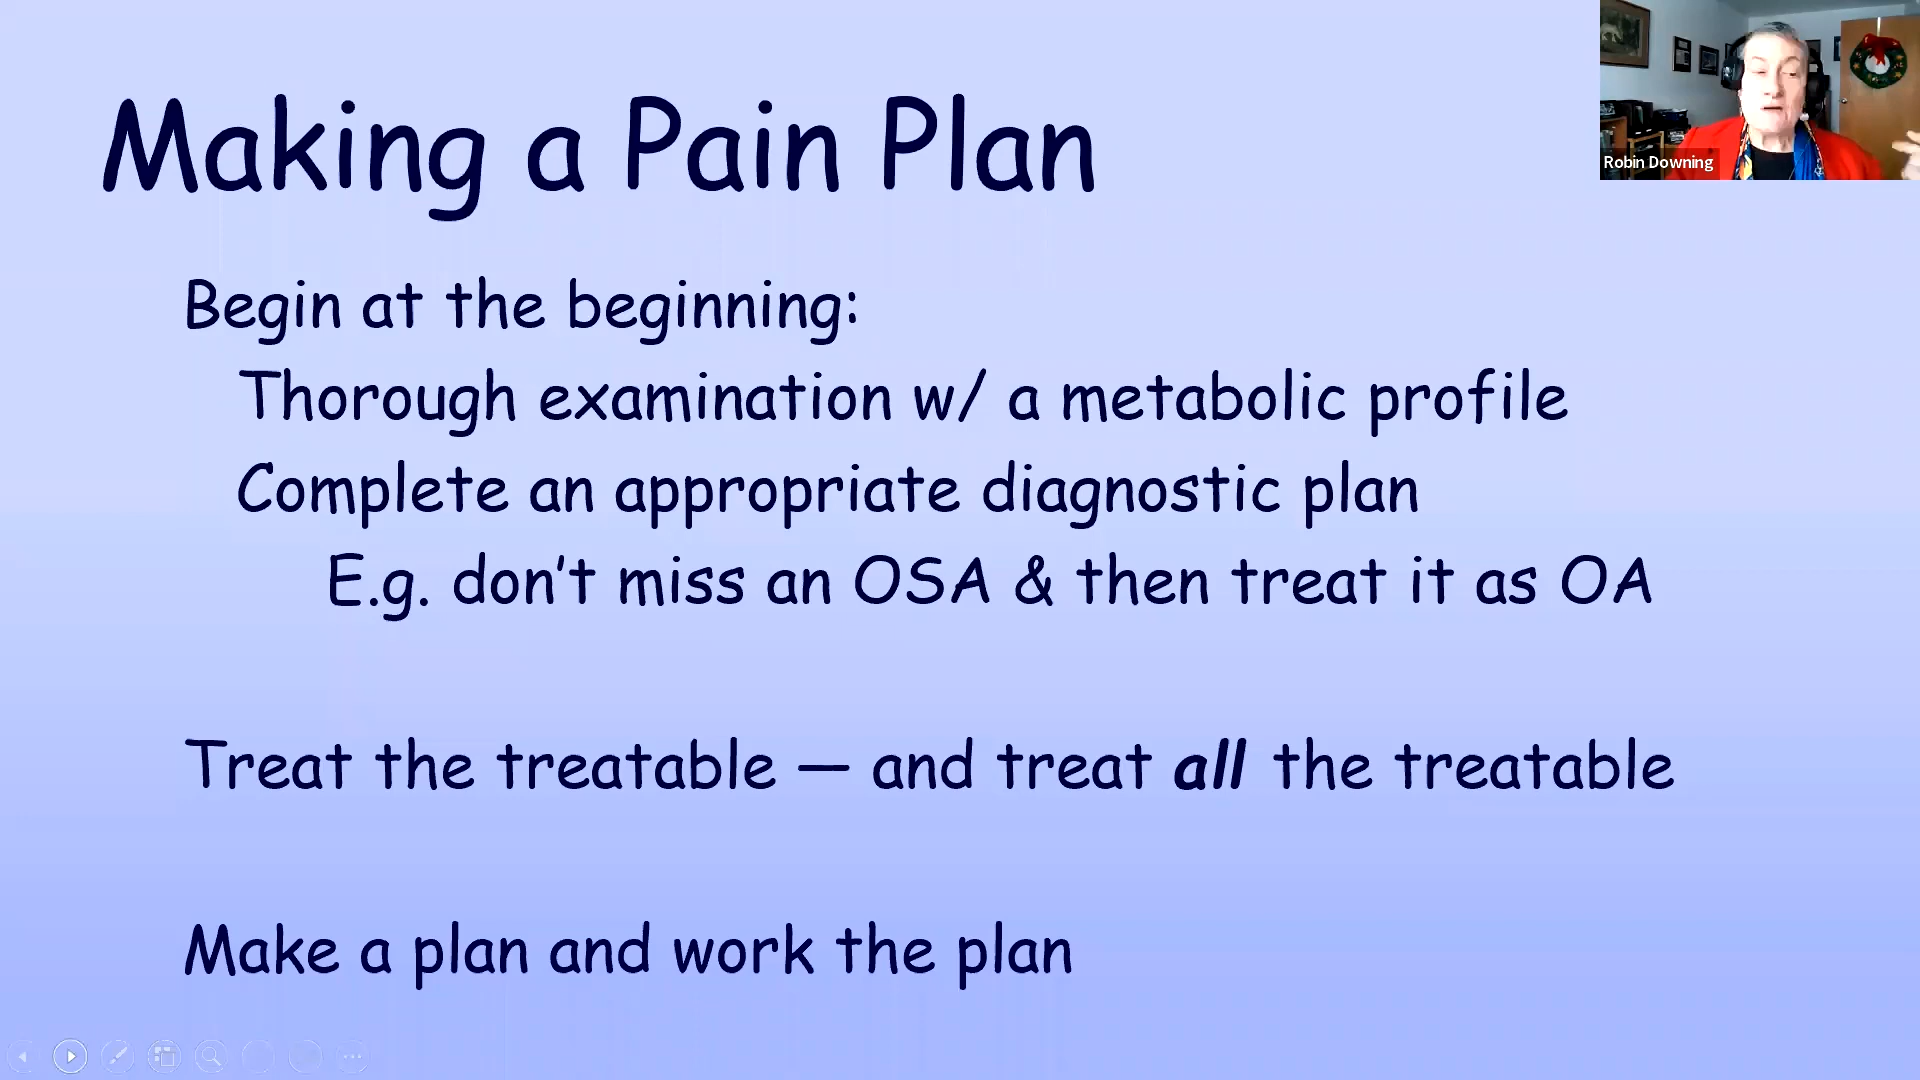 Making a Pain Plan
Robin Downing
Begin at the beginning:
Thorough examination w/ a metabolic profile
Complete an appropriate diagnostic plan
E.g. don’t miss an OSA & then treat it as OA
Treat the treatable — and treat all the treatable
Make a plan and work the plan